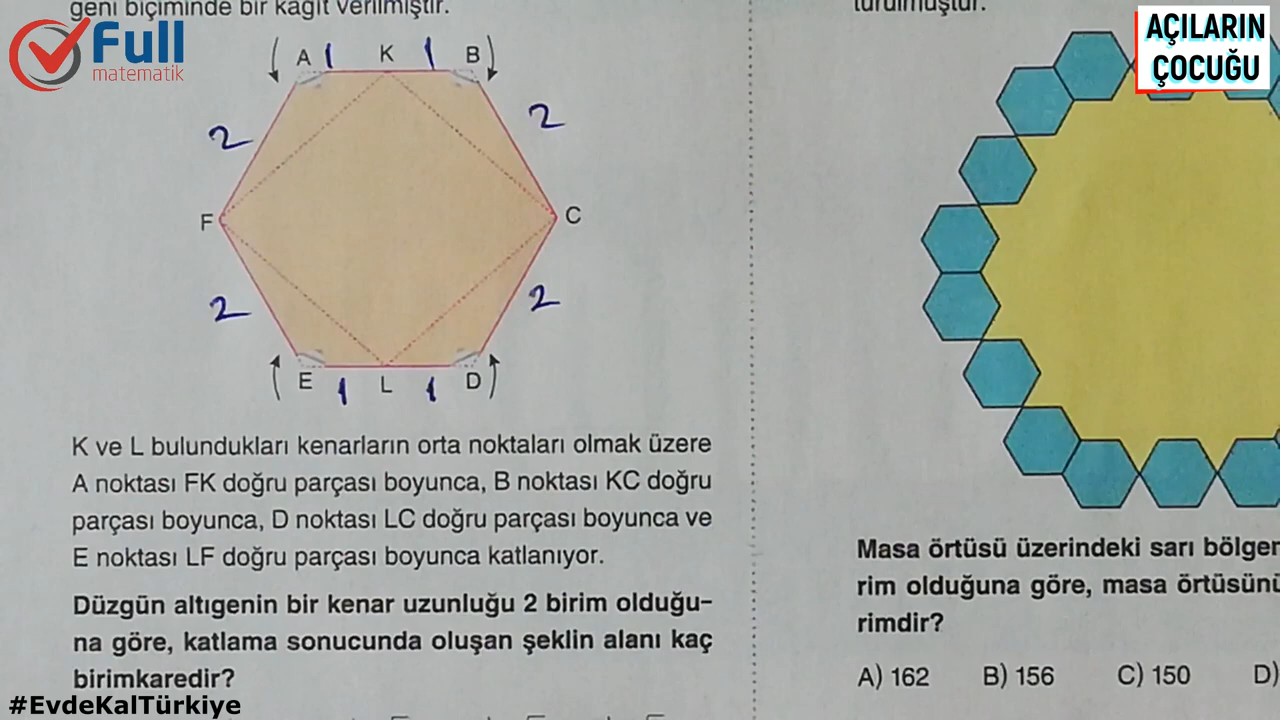 geni biçiminde bir kağıt verilmiştir.
Full
matematik
A 1 K 1 B
2
2
F
C
2
2
E 1 L 1 D
K ve L bulundukları kenarların orta noktaları olmak üzere
A noktası FK doğru parçası boyunca, B noktası KC doğru
parçası boyunca, D noktası LC doğru parçası boyunca ve
E noktası LF doğru parçası boyunca katlanıyor.
Düzgün altıgenin bir kenar uzunluğu 2 birim olduğu-
na göre, katlama sonucunda oluşan şeklin alanı kaç
birimkaredir?
#EvdeKalTürkiye
turulmuştur.
AÇILARIN
ÇOCUĞU
Masa örtüsü üzerindeki sarı bölgen
rim olduğuna göre, masa örtüsünü
rimdir?
A) 162 B) 156 C) 150 D)